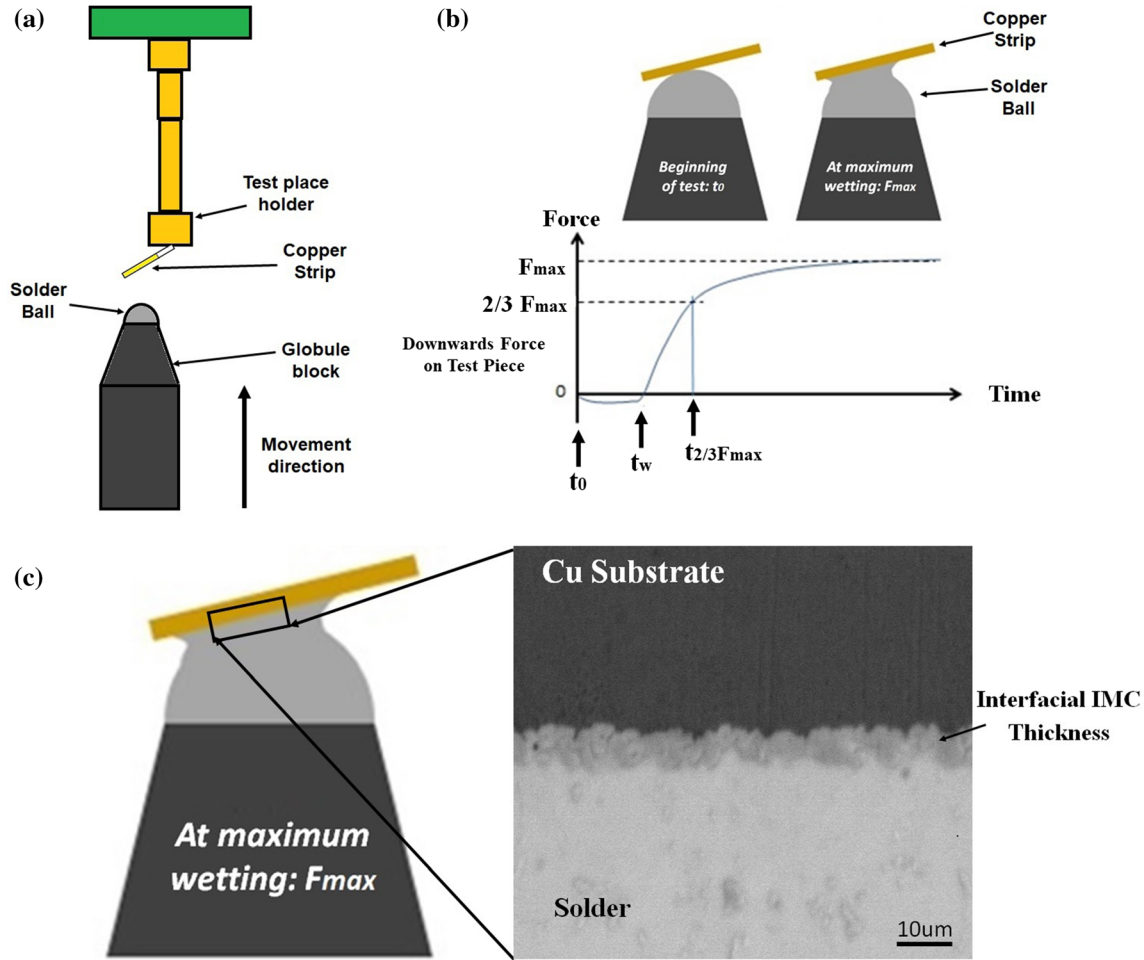 (a)
Test place
holder
Copper
Strip
Solder
Ball
Globule
block
Movement
direction
(b)
Copper
Strip
Solder
Ball
Beginning
of test: t0
At maximum
wetting: Fmax
Force
Fmax
2/3 Fmax
Downwards Force
on Test Piece
0
Time
t0
tw
t2/3Fmax
(c)
At maximum
wetting: Fmax
Cu Substrate
Interfacial IMC
Thickness
Solder
10um